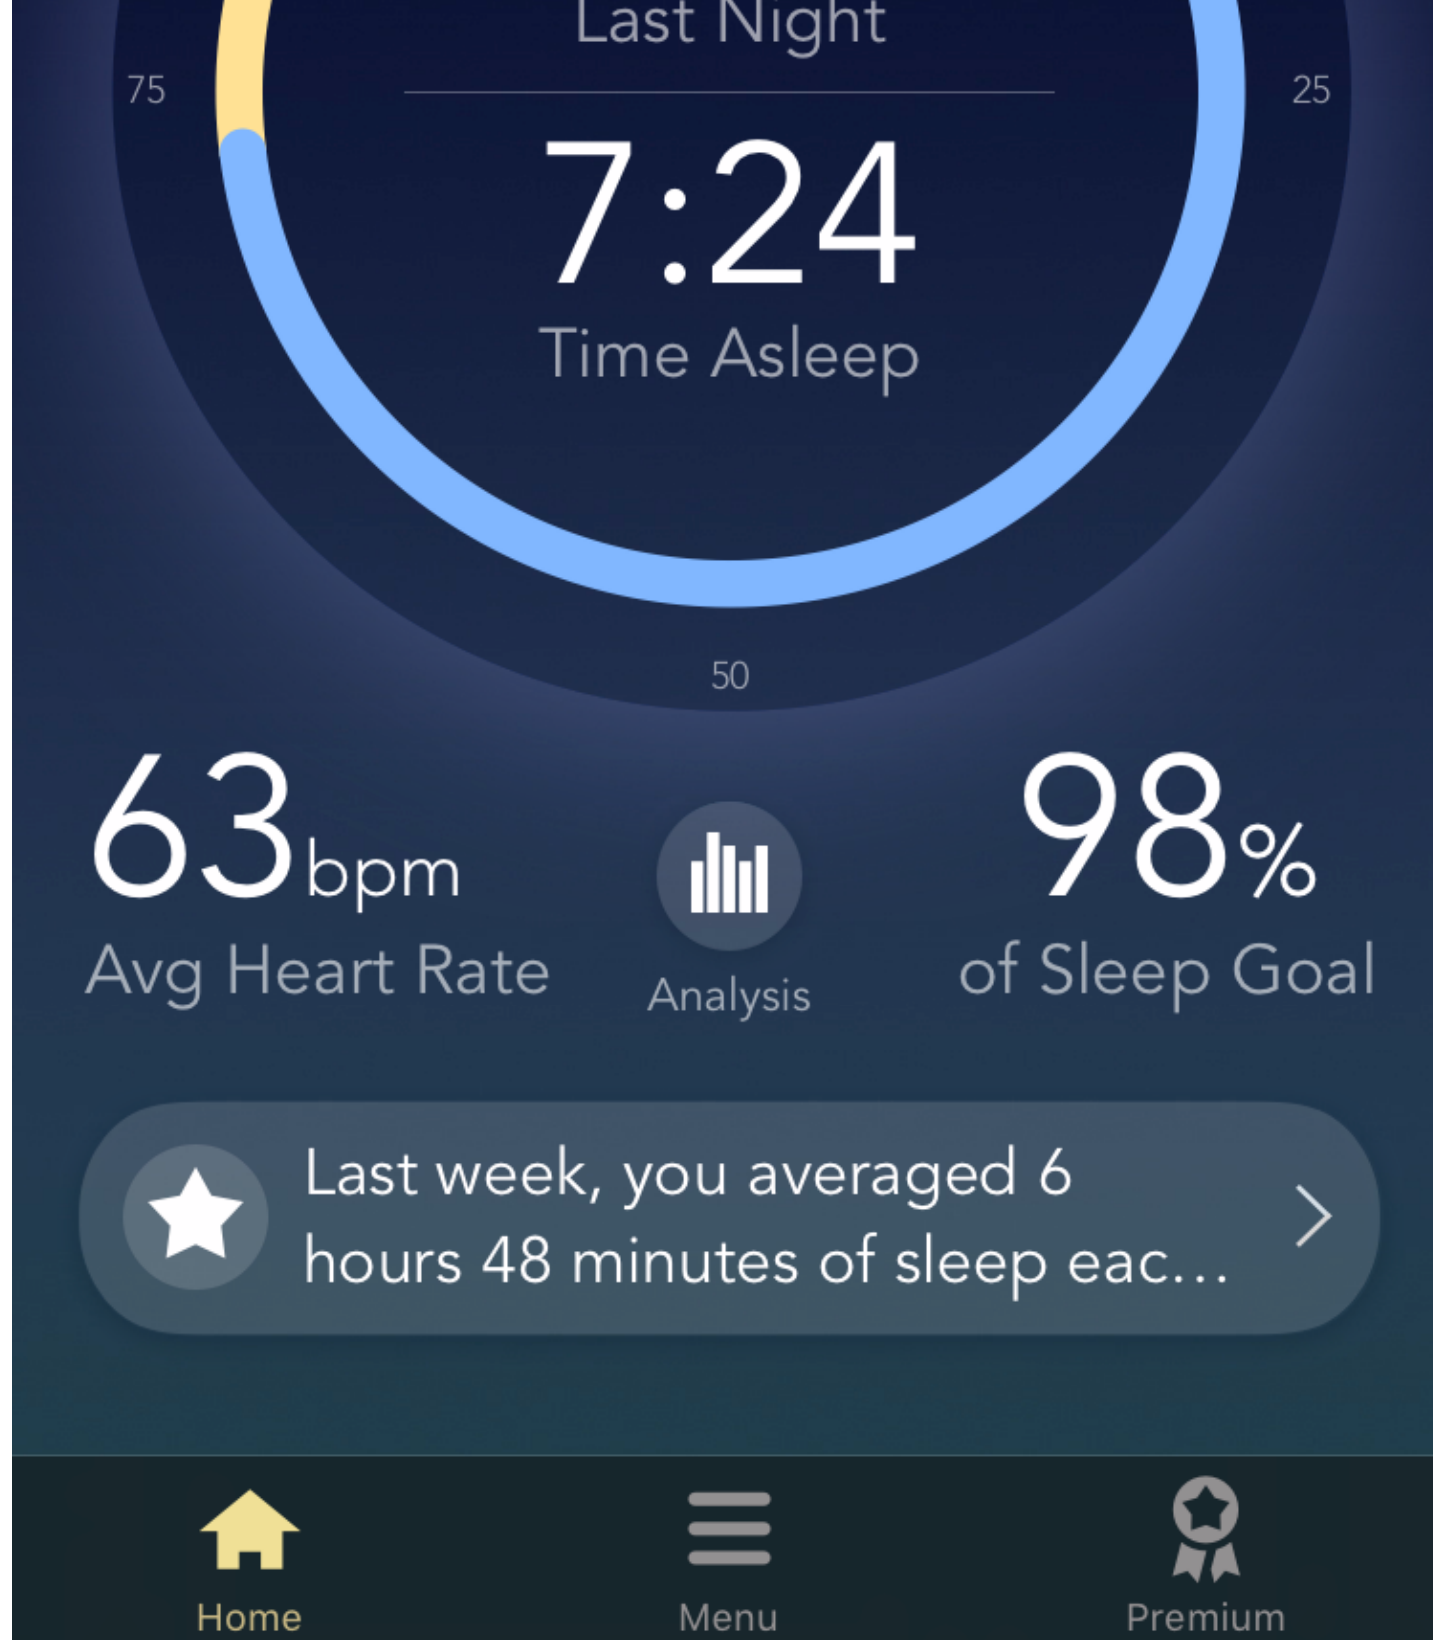 Last Night
75
25
7:24
Time Asleep
50
63bpm
Avg Heart Rate
Analysis
98%
of Sleep Goal
Last week, you averaged 6
hours 48 minutes of sleep eac...
Home
Menu
Premium